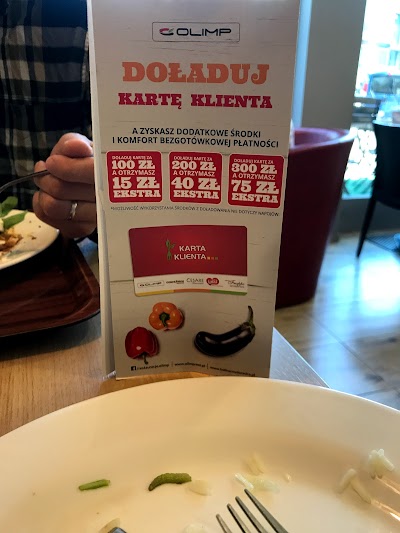 OLIMP
DOŁADUJ
KARTĘ KLIENTA
A ZYSKASZ DODATKOWE ŚRODKI
I KOMFORT BEZGOTÓWKOWEJ PŁATNOŚCI
DOŁADUJ KARTĘ ZA
100 ZŁ
A OTRZYMASZ
15 ZŁ
EKSTRA
DOŁADUJ KARTĘ ZA
200 ZŁ
A OTRZYMASZ
40 ZŁ
EKSTRA
DOŁADUJ KARTĘ ZA
300 ZŁ
A OTRZYMASZ
75 ZŁ
EKSTRA
KARTA
KLIENTA
OLIMP